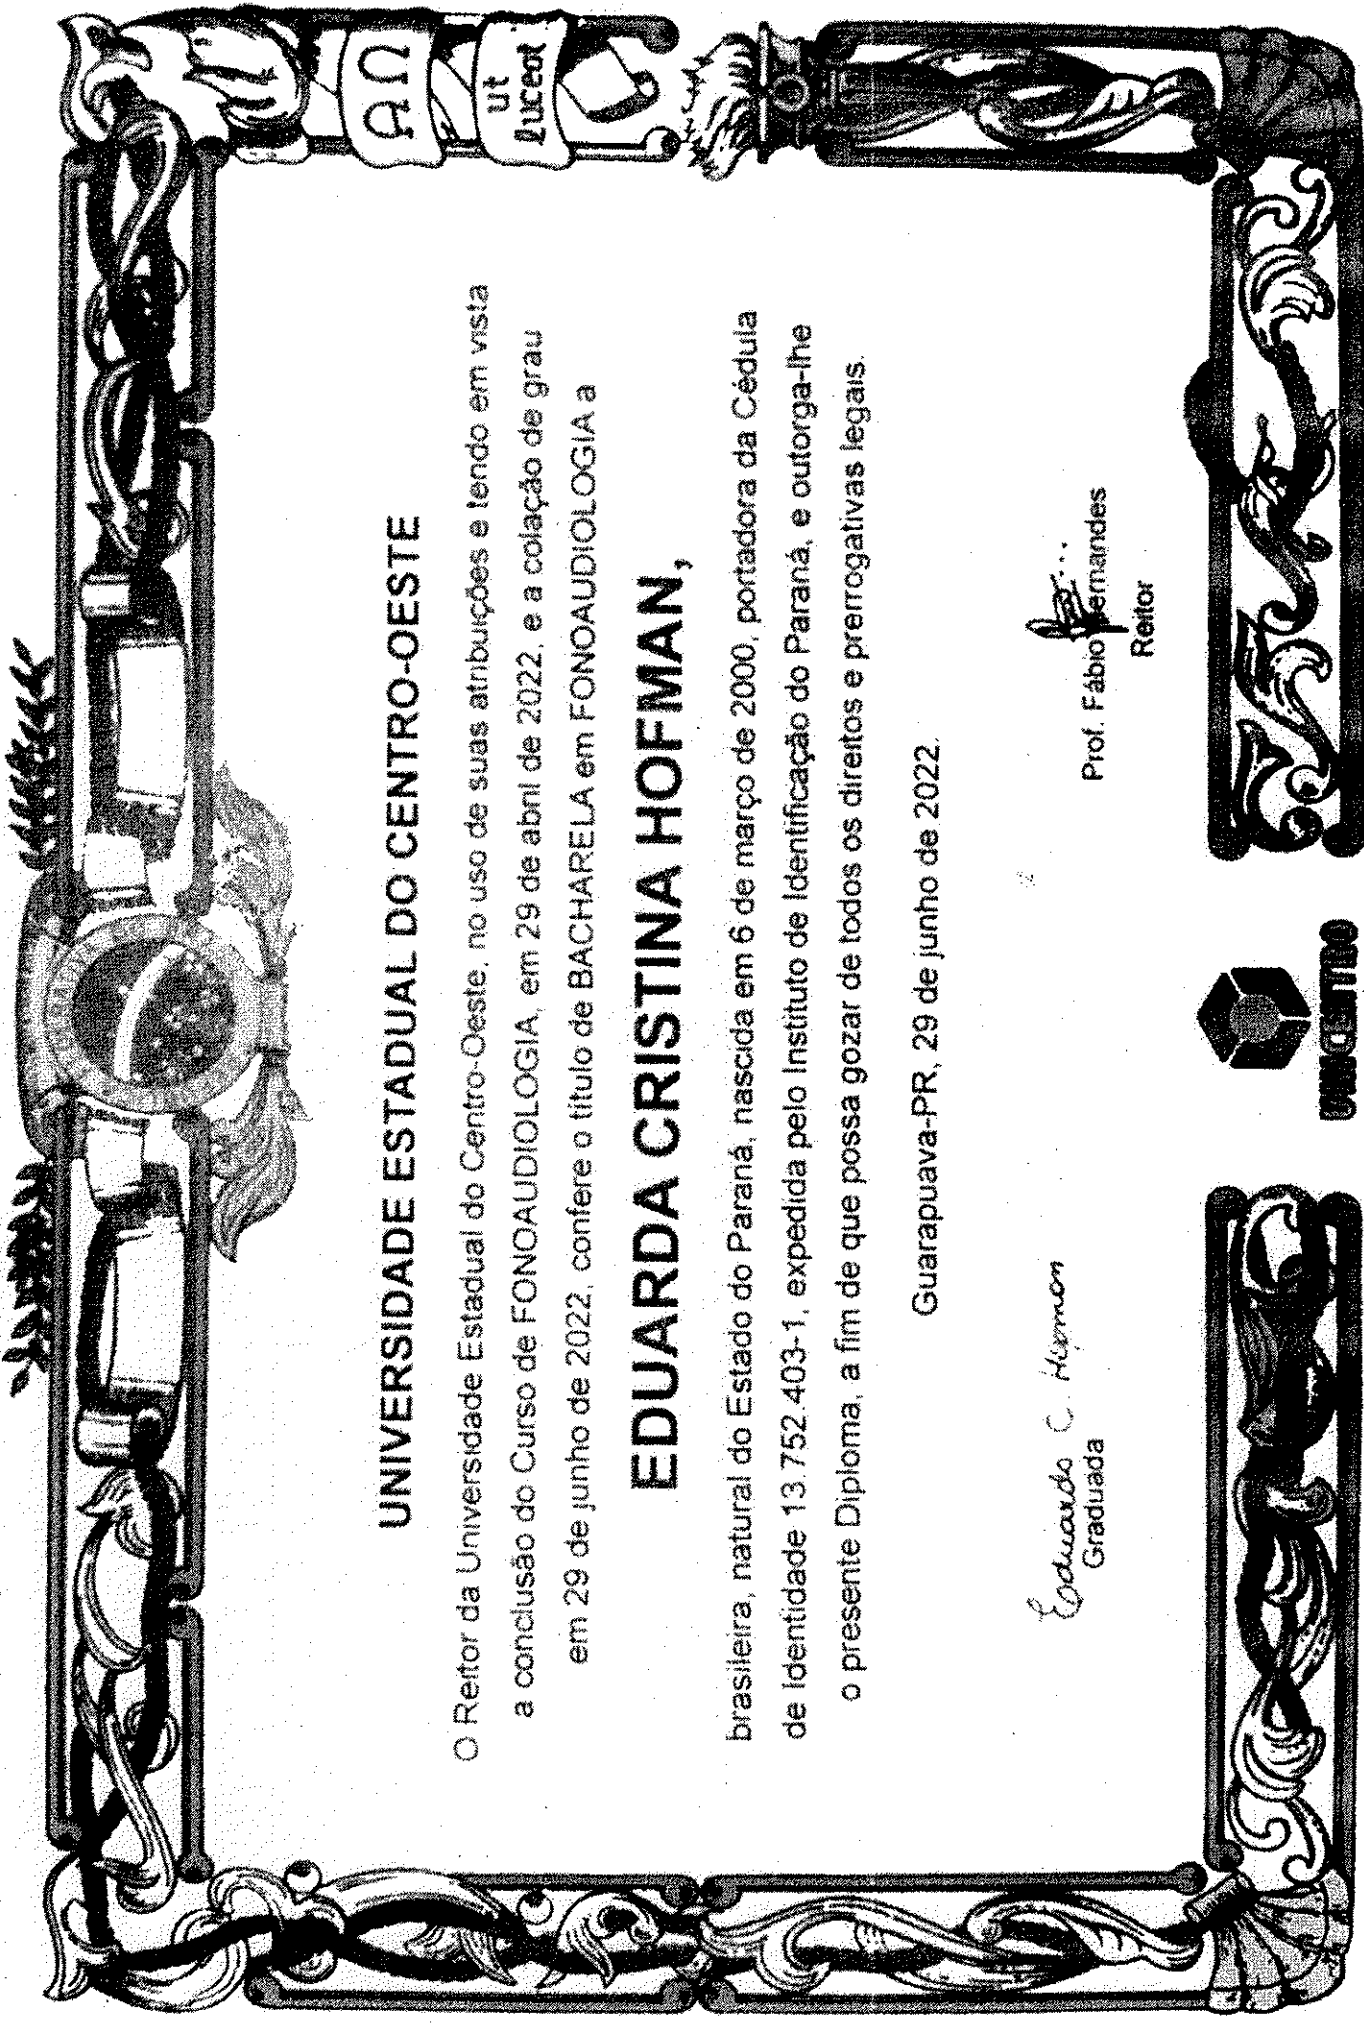 ΑΩ
ut
luceat
UNIVERSIDADE ESTADUAL DO CENTRO-OESTE
O Reitor da Universidade Estadual do Centro-Oeste, no uso de suas atribuições e tendo em vista
a conclusão do Curso de FONOAUDIOLOGIA, em 29 de abril de 2022, e a colação de grau
em 29 de junho de 2022, confere o título de BACHARELA em FONOAUDIOLOGIA a
EDUARDA CRISTINA HOFMAN,
brasileira, natural do Estado do Paraná, nascida em 6 de março de 2000, portadora da Cédula
de Identidade 13.752.403-1, expedida pelo Instituto de Identificação do Paraná, e outorga-lhe
o presente Diploma, a fim de que possa gozar de todos os direitos e prerrogativas legais.
Guarapuava-PR, 29 de junho de 2022.
Eduarda C. Hofman
Graduada
Prof. Fábio Hernandes
Reitor
UNICENTRO